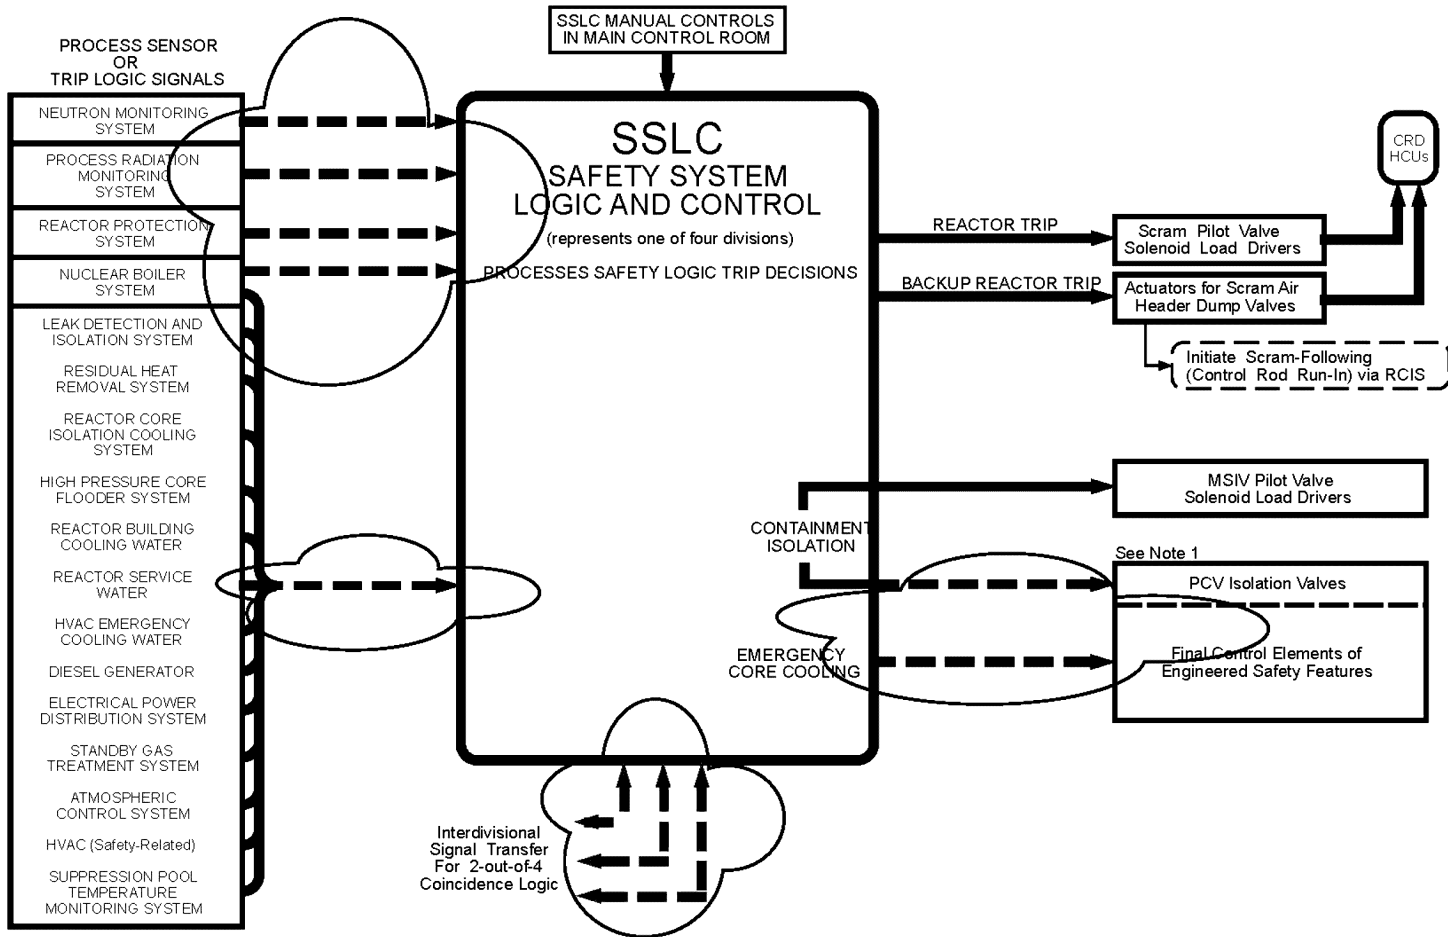 SSLC MANUAL CONTROLS
IN MAIN CONTROL ROOM
PROCESS SENSOR
OR
TRIP LOGIC SIGNALS
NEUTRON MONITORING
SYSTEM
PROCESS RADIATION
MONITORING
SYSTEM
REACTOR PROTECTION
SYSTEM
NUCLEAR BOILER
SYSTEM
LEAK DETECTION AND
ISOLATION SYSTEM
RESIDUAL HEAT
REMOVAL SYSTEM
REACTOR CORE
ISOLATION COOLING
SYSTEM
HIGH PRESSURE CORE
FLOODER SYSTEM
REACTOR BUILDING
COOLING WATER
REACTOR SERVICE
WATER
HVAC EMERGENCY
COOLING WATER
DIESEL GENERATOR
ELECTRICAL POWER
DISTRIBUTION SYSTEM
STANDBY GAS
TREATMENT SYSTEM
ATMOSPHERIC
CONTROL SYSTEM
HVAC (Safety-Related)
SUPPRESSION POOL
TEMPERATURE
MONITORING SYSTEM
SSLC
SAFETY SYSTEM
LOGIC AND CONTROL
(represents one of four divisions)
PROCESSES SAFETY LOGIC TRIP DECISIONS
CONTAINMENT
ISOLATION
EMERGENCY
CORE COOLING
Interdivisional
Signal Transfer
For 2-out-of-4
Coincidence Logic
REACTOR TRIP
BACKUP REACTOR TRIP
CRD
HCUs
Scram Pilot Valve
Solenoid Load Drivers
Actuators for Scram Air
Header Dump Valves
Initiate Scram-Following
(Control Rod Run-In) via RCIS
MSIV Pilot Valve
Solenoid Load Drivers
See Note 1
PCV Isolation Valves
Final Control Elements of
Engineered Safety Features